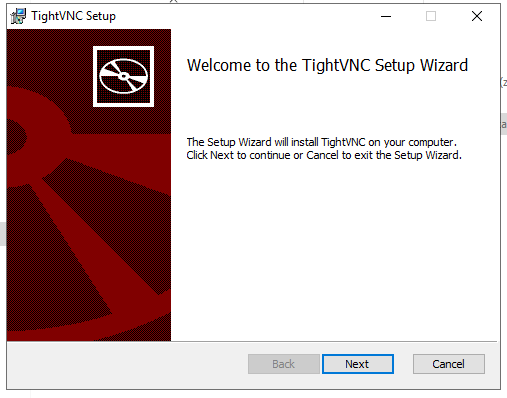 TightVNC Setup
Welcome to the TightVNC Setup Wizard
The Setup Wizard will install TightVNC on your computer.
Click Next to continue or Cancel to exit the Setup Wizard.
Back
Next
Cancel